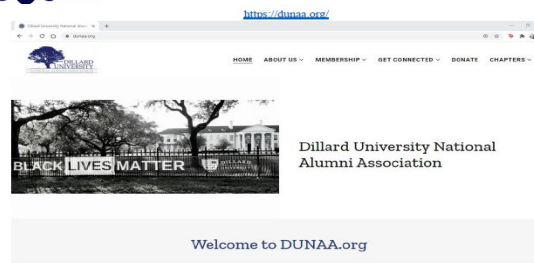 https://dunaa.org/
dunaa.org
DILLARD
UNIVERSITY
HOME ABOUT US MEMBERSHIP GET CONNECTED DONATE CHAPTERS
BLACK LIVES MATTER DILLARD
Dillard University National
Alumni Association
Welcome to DUNAA.org